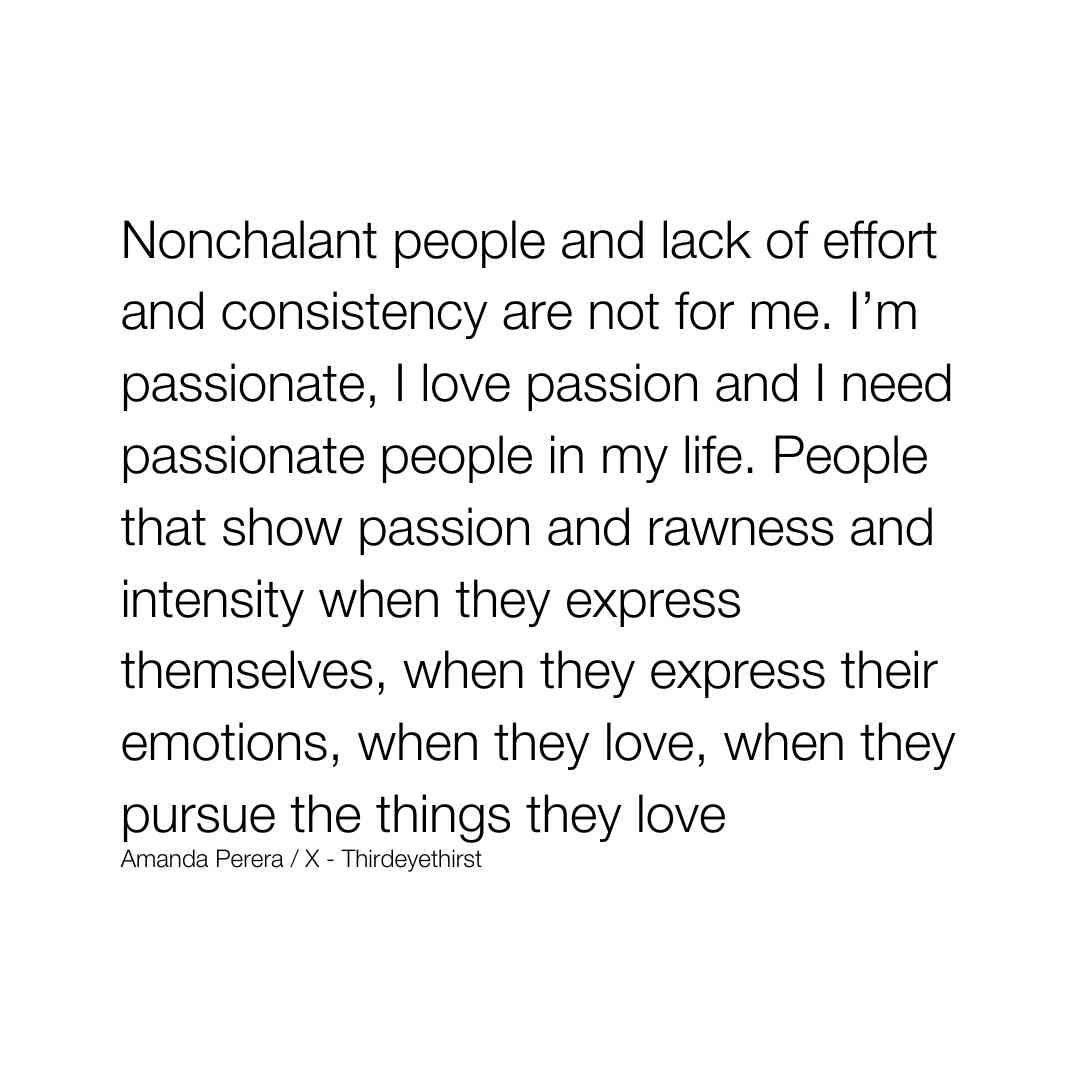 Nonchalant people and lack of effort
and consistency are not for me. I’m
passionate, I love passion and I need
passionate people in my life. People
that show passion and rawness and
intensity when they express
themselves, when they express their
emotions, when they love, when they
pursue the things they love
Amanda Perera / X - Thirdeyethirst